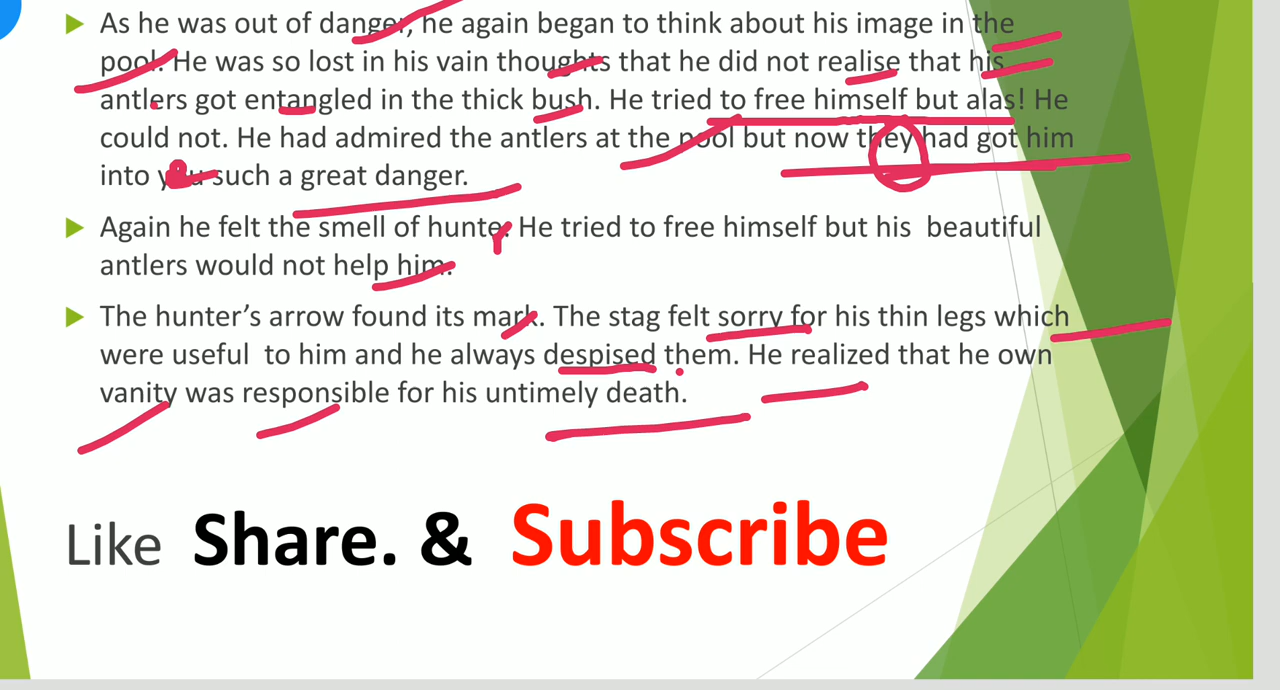 As he was out of danger, he again began to think about his image in the
pool. He was so lost in his vain thoughts that he did not realise that his
antlers got entangled in the thick bush. He tried to free himself but alas! He
could not. He had admired the antlers at the pool but now they had got him
into you such a great danger.
Again he felt the smell of hunter. He tried to free himself but his beautiful
antlers would not help him.
The hunter's arrow found its mark. The stag felt sorry for his thin legs which
were useful to him and he always despised them. He realized that he own
vanity was responsible for his untimely death.
Like Share. & Subscribe